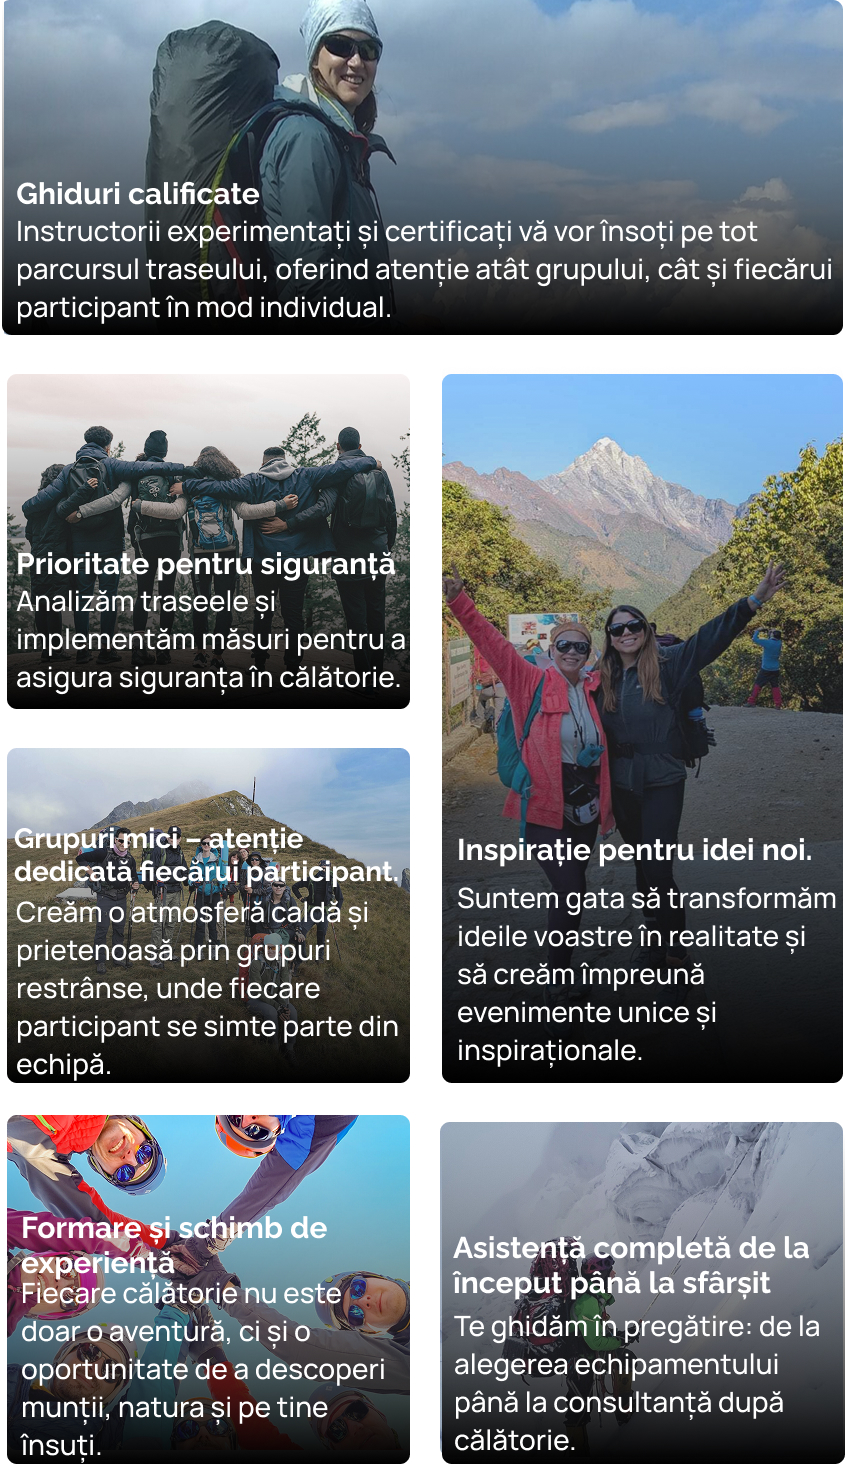 Ghiduri calificate
Instructorii experimentați și certificați vă vor însoți pe tot
parcursul traseului, oferind atenție atât grupului, cât și fiecărui
participant în mod individual.
Prioritate pentru siguranță
Analizăm traseele și
implementăm măsuri pentru a
asigura siguranța în călătorie.
Grupuri mici – atenție
dedicată fiecărui participant.
Creăm o atmosferă caldă și
prietenoasă prin grupuri
restrânse, unde fiecare
participant se simte parte din
echipă.
Inspirație pentru idei noi.
Suntem gata să transformăm
ideile voastre în realitate și
să creăm împreună
evenimente unice și
inspiraționale.
Formare și schimb de
experiență
Fiecare călătorie nu este
doar o aventură, ci și o
oportunitate de a descoperi
munții, natura și pe tine
însuți.
Asistență completă de la
început până la sfârșit
Te ghidăm în pregătire: de la
alegerea echipamentului
până la consultanță după
călătorie.